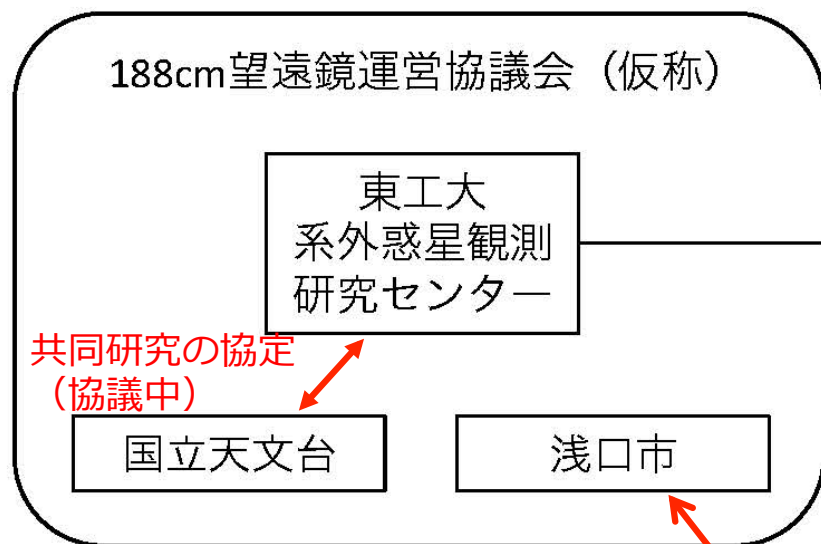 188cm望遠鏡運営協議会（仮称）
東工大
系外惑星観測
研究センター
共同研究の協定
（協議中）
国立天文台
浅口市